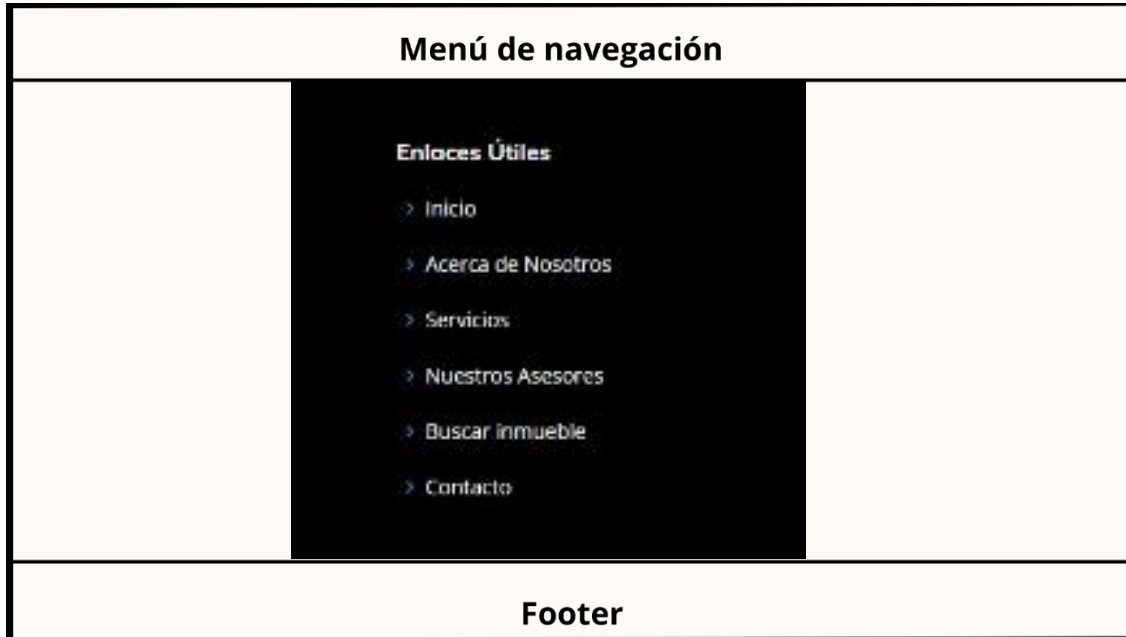 Menú de navegación
Enlaces Útiles
Inicio
Acerca de Nosotros
Servicios
Nuestros Asesores
Buscar inmueble
Contacto
Footer